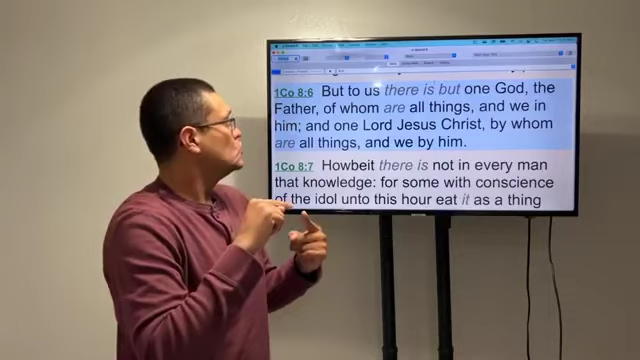 1Co 8:6 But to us there is but one God, the
Father, of whom are all things, and we in
him; and one Lord Jesus Christ, by whom
are all things, and we by him.
1Co 8:7 Howbeit there is not in every man
that knowledge: for some with conscience
of the idol unto this hour eat it as a thing